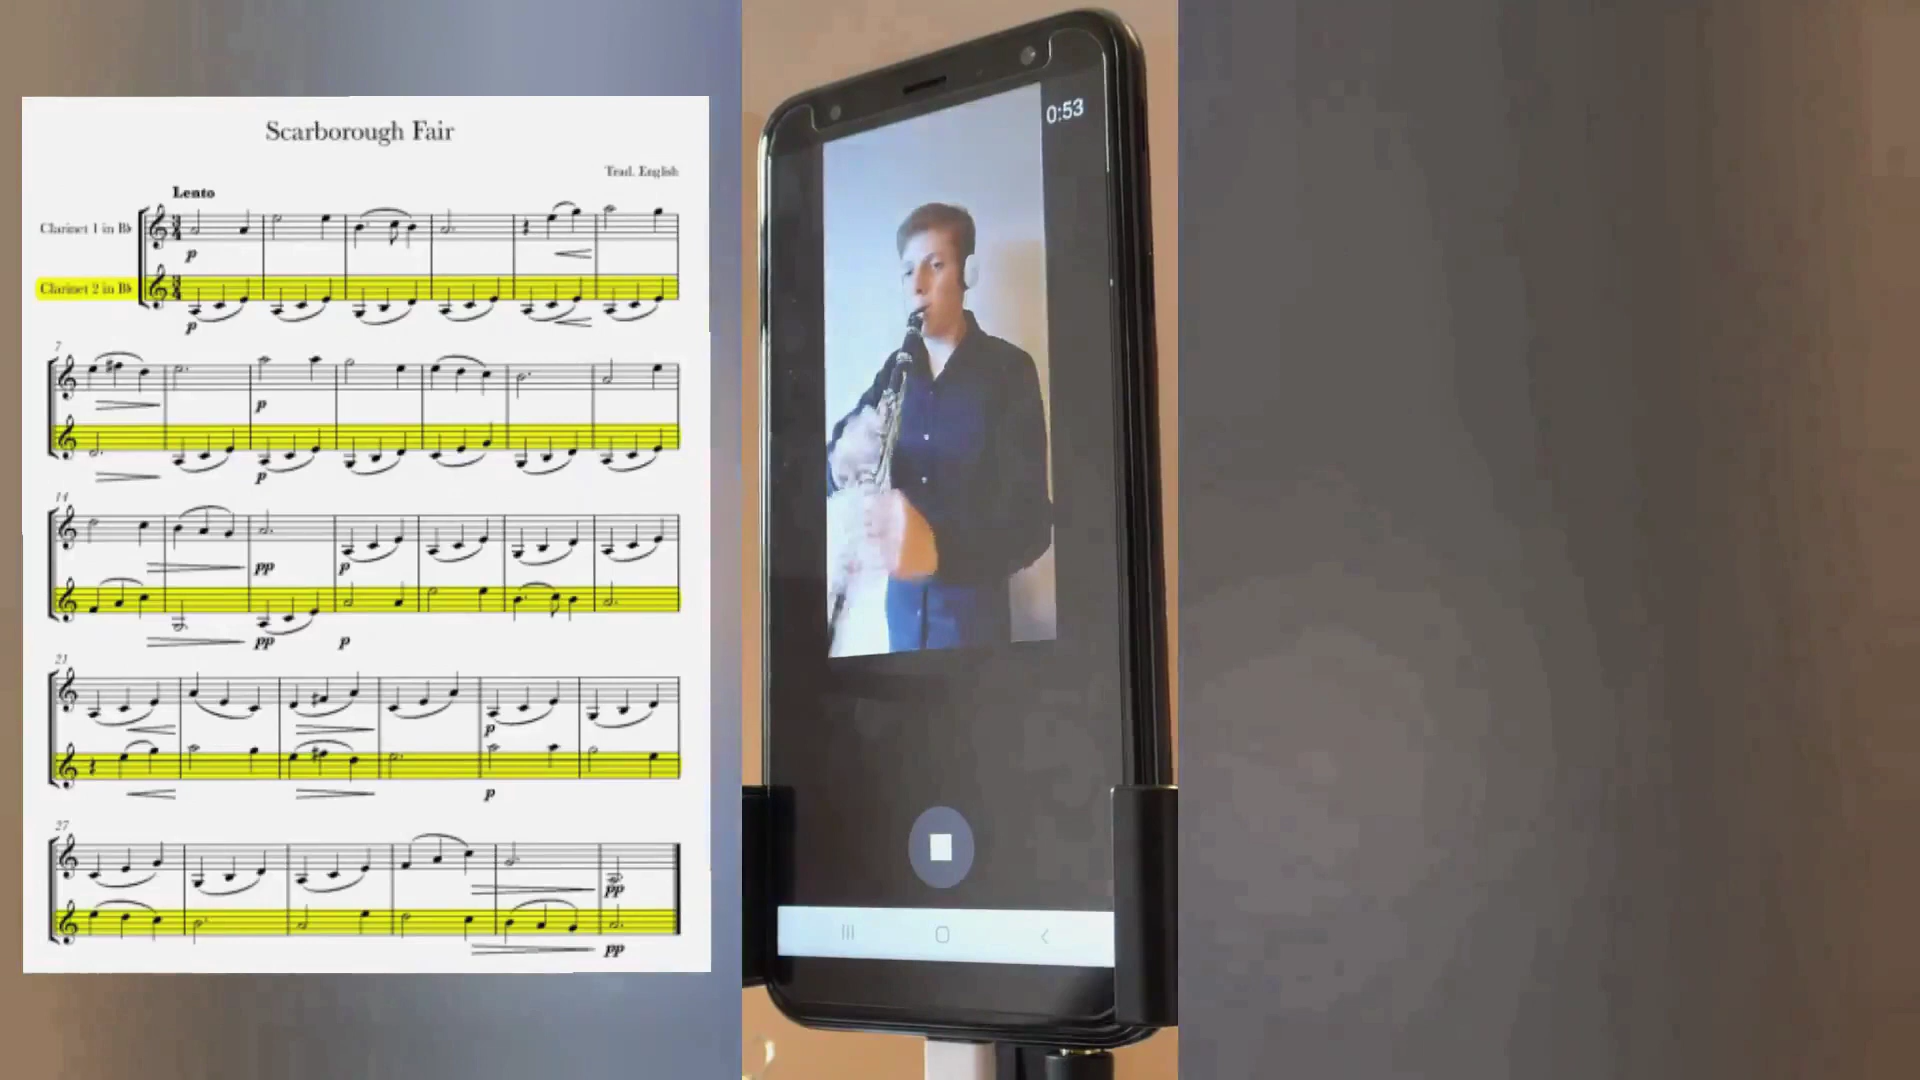 Scarborough Fair
Trad. English
Lento
Clarinet 1 in B♭
p
Clarinet 2 in B♭
p
7
p
p
14
pp
p
pp
p
21
p
p
27
pp
pp
0:53